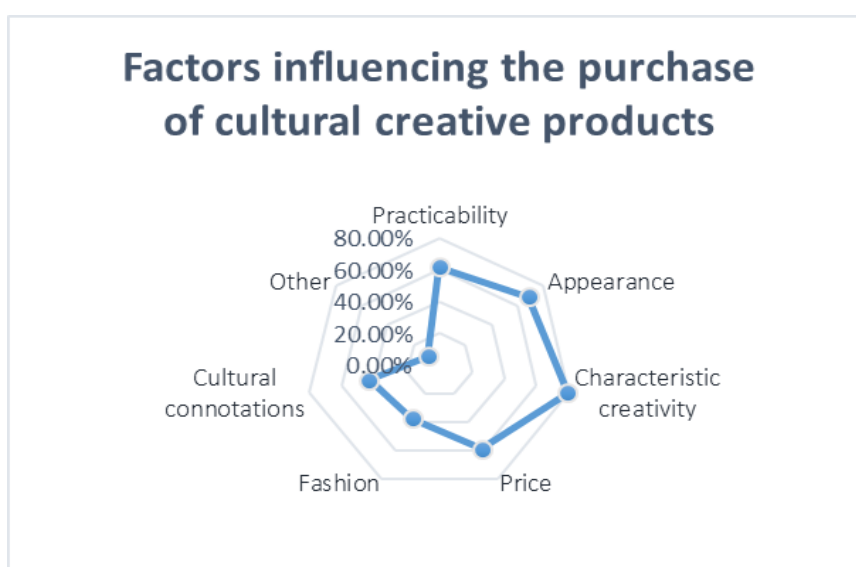 Factors influencing the purchase
of cultural creative products
Practicability
80.00%
60.00%
Other
Appearance
40.00%
20.00%
0.00%
Cultural
connotations
Characteristic
creativity
Fashion
Price